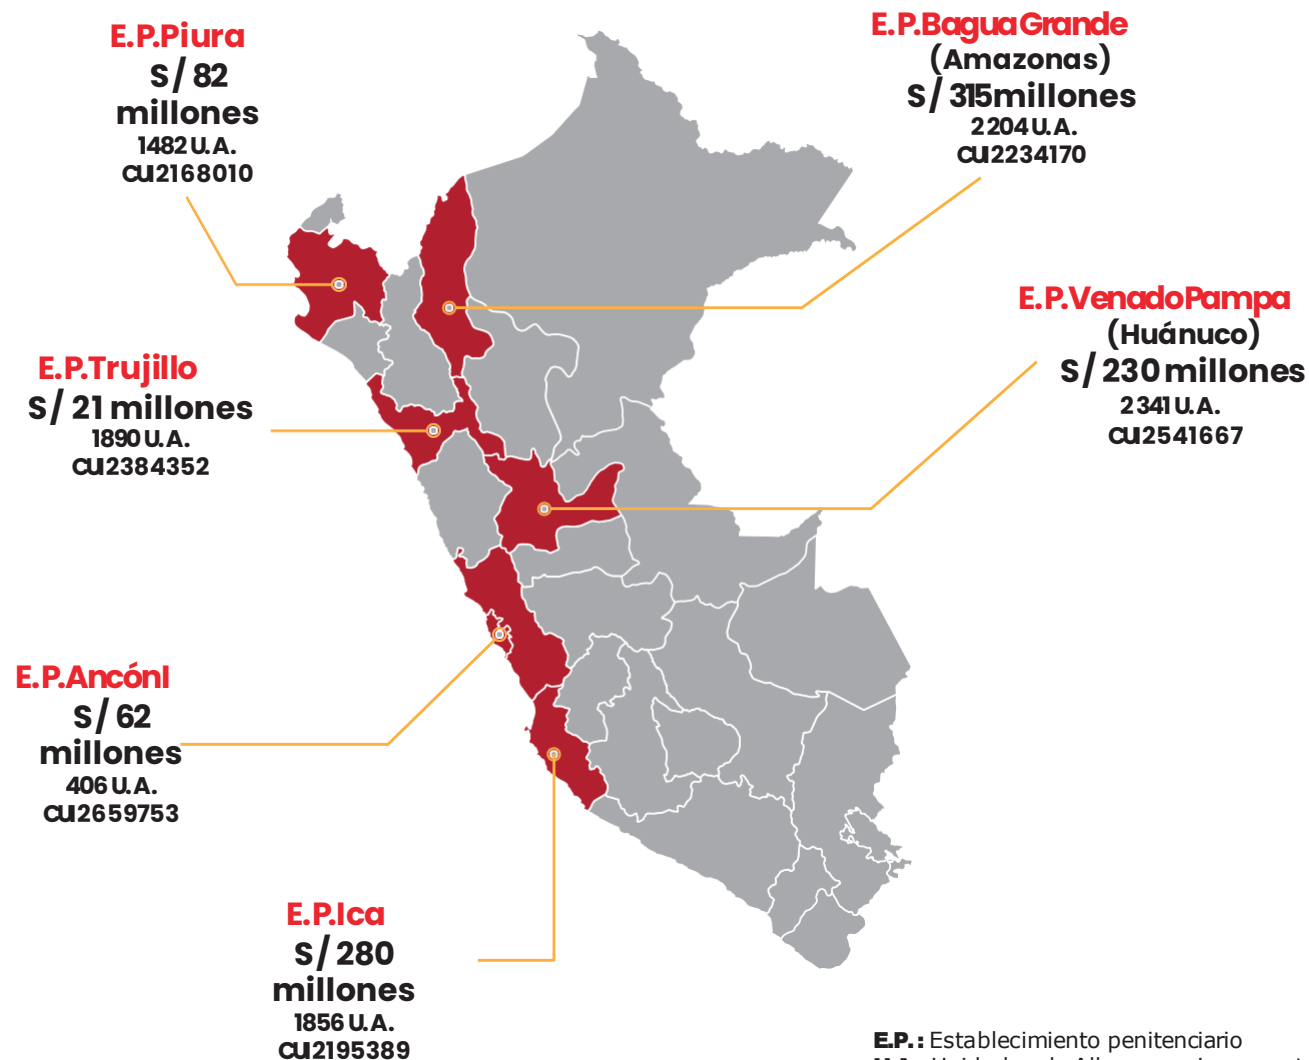 E.P.Piura
S/ 82
millones
1482 U.A.
CUI2168010
E.P.Bagua Grande
(Amazonas)
S/ 315 millones
2204 U.A.
CUI2234170
E.P.Venado Pampa
(Huánuco)
S/ 230 millones
2341 U.A.
CUI2541667
E.P.Trujillo
S/ 21 millones
1890 U.A.
CUI2384352
E.P.AncónI
S/ 62
millones
406 U.A.
CUI2659753
E.P.Ica
S/ 280
millones
1856 U.A.
CUI2195389
E.P. : Establecimiento penitenciario